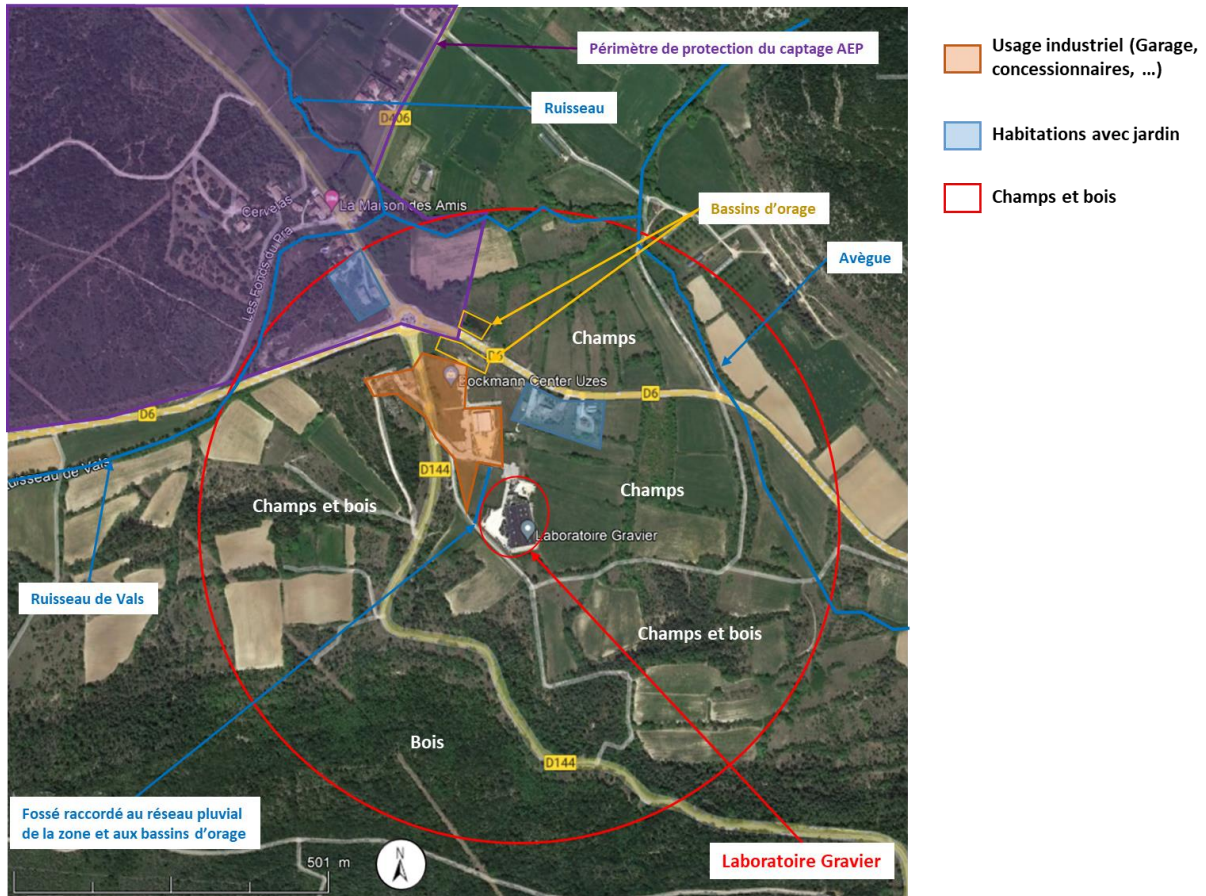 Périmètre de protection du captage AEP
Usage industriel (Garage,
concessionnaires, …)
Ruisseau
D406
Habitations avec jardin
La Maison des Amis
Cervelas
Bassins d’orage
Champs et bois
Les Fonds du Pra
Avègue
Champs
D6
Bockmann Center Uzes
D6
D6
D144
Champs
Champs et bois
Ruisseau de Vals
Laboratoire Gravier
Ruisseau de Vals
Champs et bois
Bois
D144
Fossé raccordé au réseau pluvial
de la zone et aux bassins d’orage
501 m
N
Laboratoire Gravier